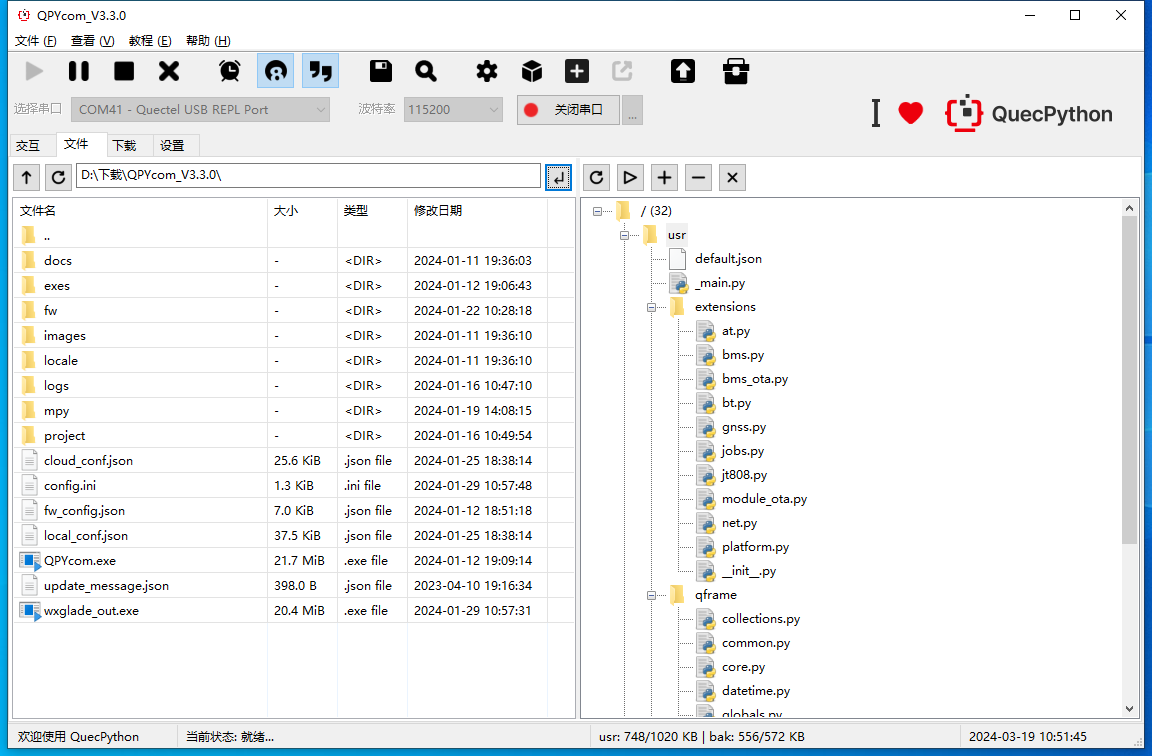 QPYcom_V3.3.0
文件 (F) 查看 (V) 教程 (E) 帮助 (H)
选择串口 COM41 - Quectel USB REPL Port 波特率 115200 关闭串口 ...
I QuecPython
交互 文件 下载 设置
D:\下载\QPYcom_V3.3.0\
文件名 大小 类型 修改日期
..
docs - <DIR> 2024-01-11 19:36:03
exes - <DIR> 2024-01-12 19:06:43
fw - <DIR> 2024-01-22 10:28:18
images - <DIR> 2024-01-11 19:36:10
locale - <DIR> 2024-01-11 19:36:10
logs - <DIR> 2024-01-16 10:47:10
mpy - <DIR> 2024-01-19 14:08:15
project - <DIR> 2024-01-16 10:49:54
cloud_conf.json 25.6 KiB .json file 2024-01-25 18:38:14
config.ini 1.3 KiB .ini file 2024-01-29 10:57:48
fw_config.json 7.0 KiB .json file 2024-01-12 18:51:18
local_conf.json 37.5 KiB .json file 2024-01-25 18:38:14
QPYcom.exe 21.7 MiB .exe file 2024-01-12 19:09:14
update_message.json 398.0 B .json file 2023-04-10 19:16:34
wxglade_out.exe 20.4 MiB .exe file 2024-01-29 10:57:31
/ (32)
usr
default.json
_main.py
extensions
at.py
bms.py
bms_ota.py
bt.py
gnss.py
jobs.py
jt808.py
module_ota.py
net.py
platform.py
__init__.py
qframe
collections.py
common.py
core.py
datetime.py
globals.py
欢迎使用 QuecPython 当前状态: 就绪... usr: 748/1020 KB | bak: 556/572 KB 2024-03-19 10:51:45